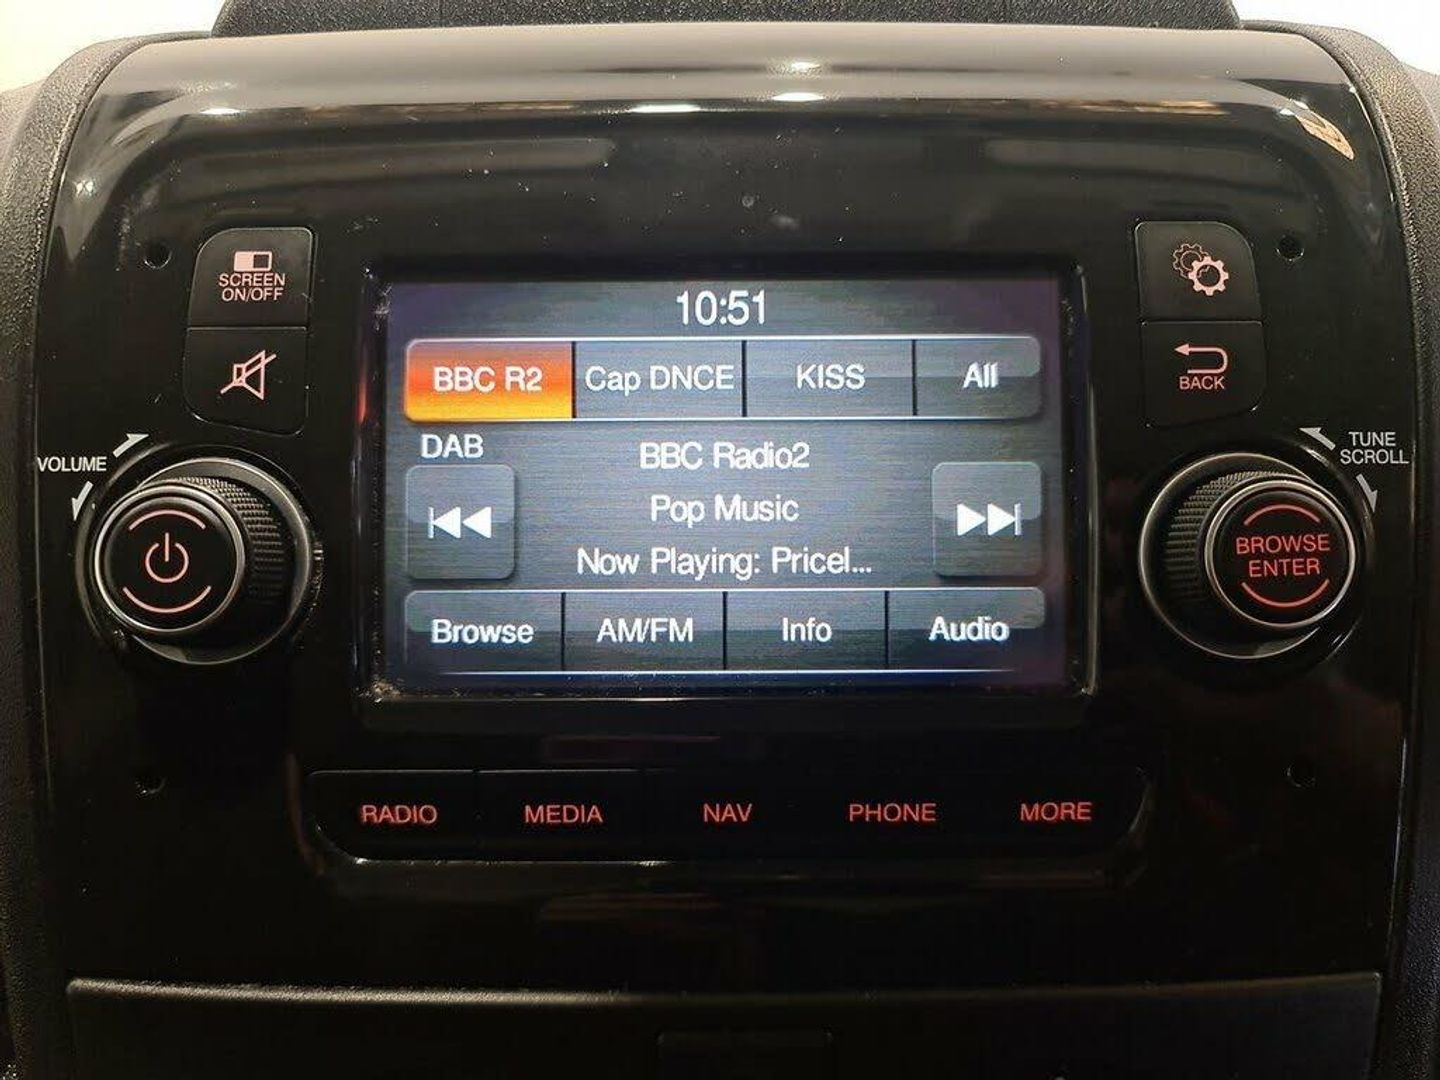 10:51
SCREEN
ON/OFF
BBC R2 Cap DNCE KISS All
BACK
DAB
BBC Radio2
VOLUME
TUNE
SCROLL
Pop Music
Now Playing: Pricel...
BROWSE
ENTER
Browse AM/FM Info Audio
RADIO MEDIA NAV PHONE MORE